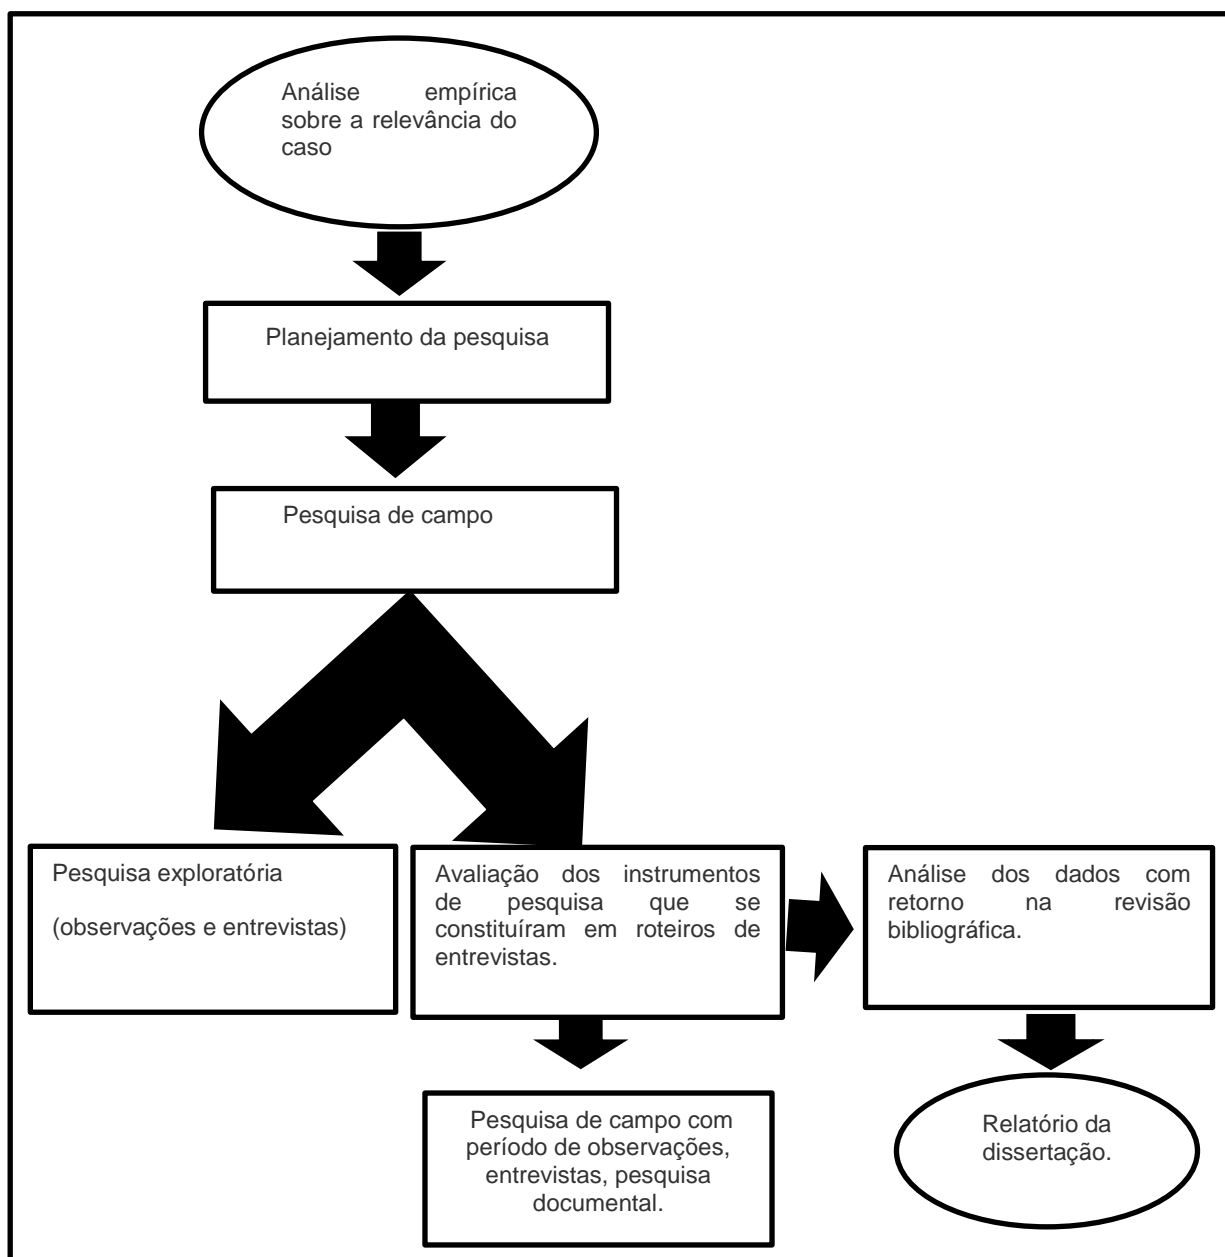 Análise empírica
sobre a relevância do
caso
Planejamento da pesquisa
Pesquisa de campo
Pesquisa exploratória
(observações e entrevistas)
Avaliação dos instrumentos
de pesquisa que se
constituíram em roteiros de
entrevistas.
Análise dos dados com
retorno na revisão
bibliográfica.
Pesquisa de campo com
período de observações,
entrevistas, pesquisa
documental.
Relatório da
dissertação.